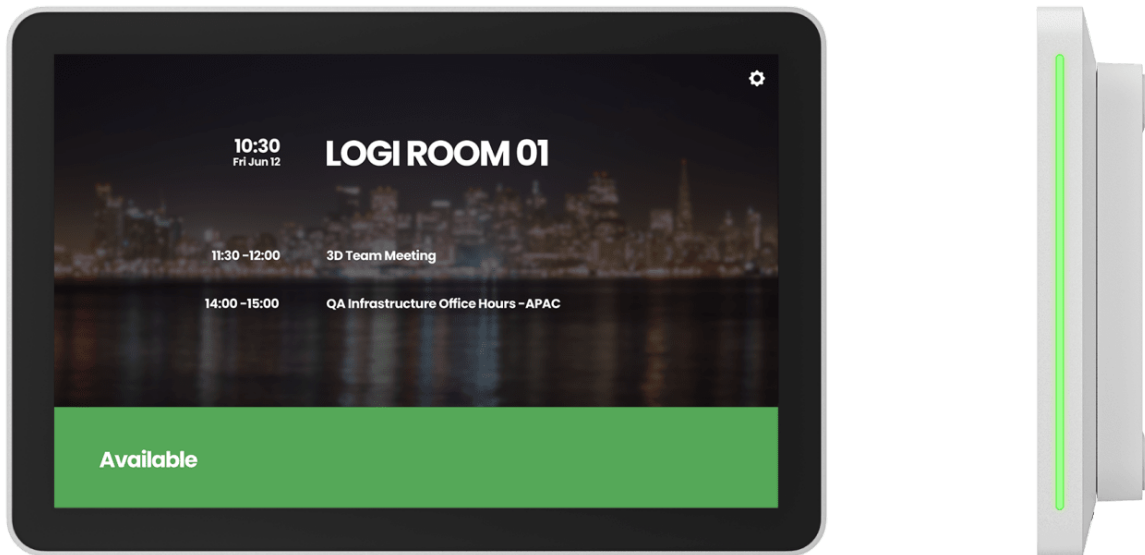 10:30
Fri Jun 12
LOGI ROOM 01
11:30 -12:00 3D Team Meeting
14:00 -15:00 QA Infrastructure Office Hours -APAC
Available